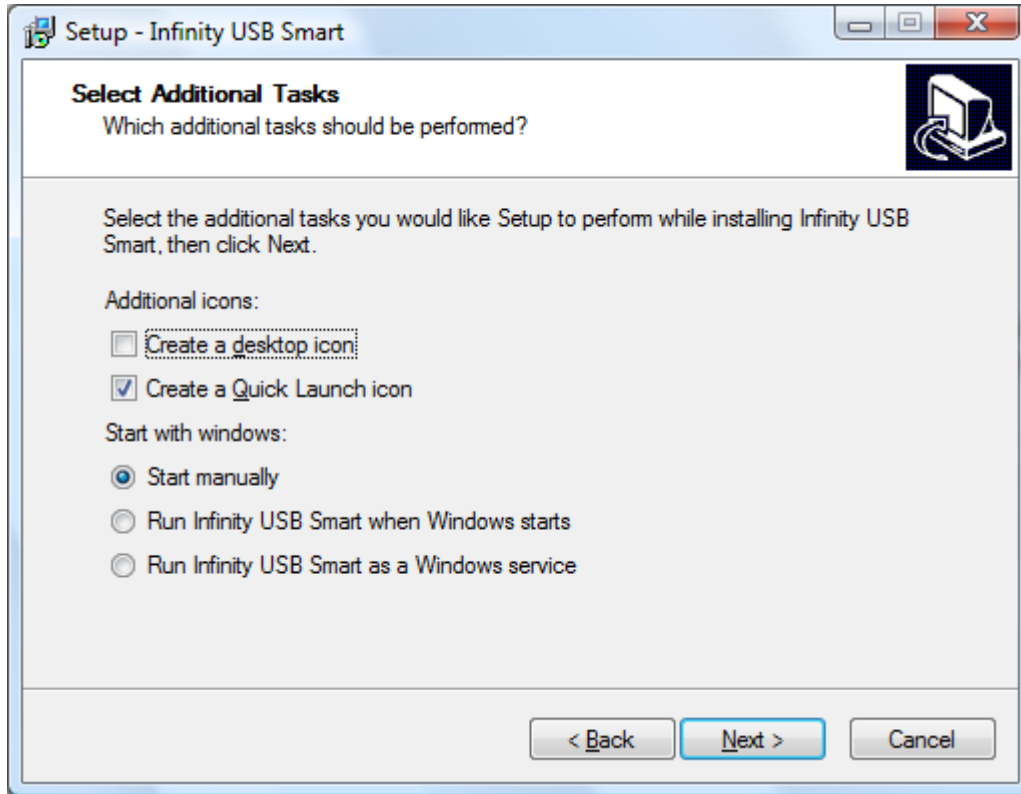 Setup - Infinity USB Smart
Select Additional Tasks
Which additional tasks should be performed?
Select the additional tasks you would like Setup to perform while installing Infinity USB
Smart, then click Next.
Additional icons:
Create a desktop icon
Create a Quick Launch icon
Start with windows:
Start manually
Run Infinity USB Smart when Windows starts
Run Infinity USB Smart as a Windows service
< Back
Next >
Cancel